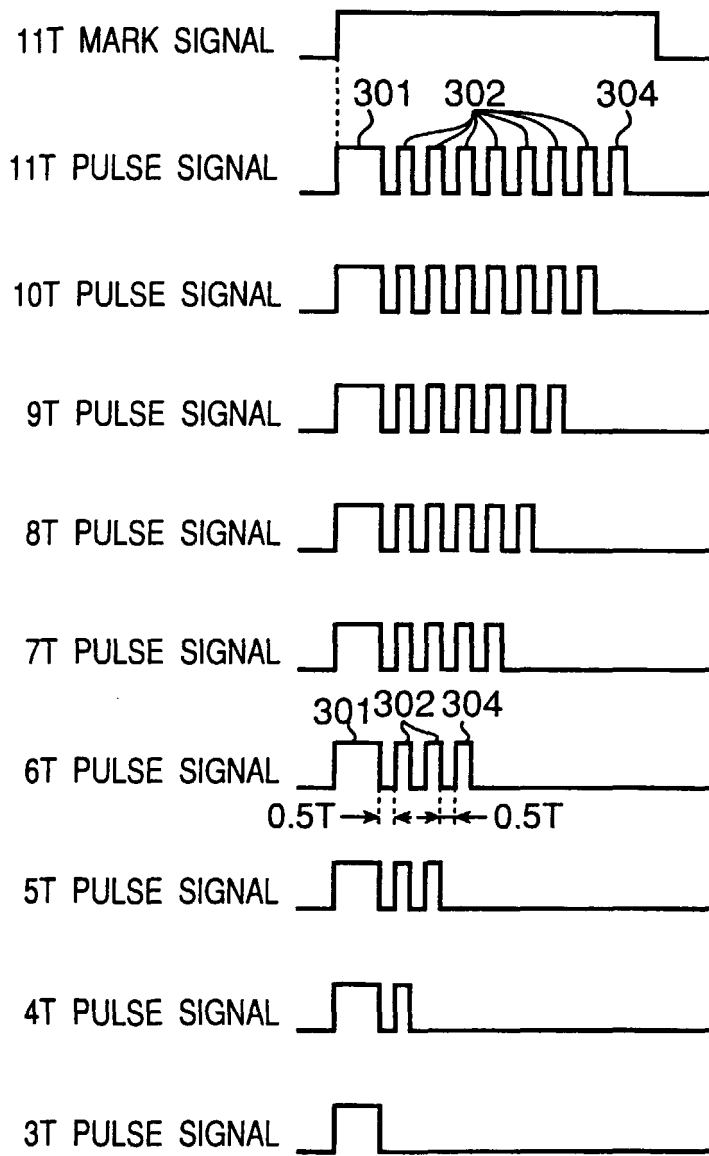 11T MARK SIGNAL
301 302 304
11T PULSE SIGNAL
10T PULSE SIGNAL
9T PULSE SIGNAL
8T PULSE SIGNAL
7T PULSE SIGNAL
301 302 304
6T PULSE SIGNAL
0.5T 0.5T
5T PULSE SIGNAL
4T PULSE SIGNAL
3T PULSE SIGNAL